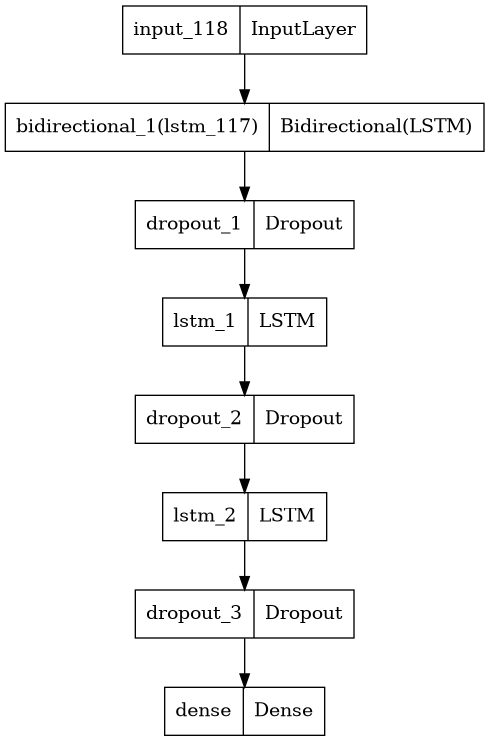 input_118 InputLayer
bidirectional_1(lstm_117) Bidirectional(LSTM)
dropout_1 Dropout
lstm_1 LSTM
dropout_2 Dropout
lstm_2 LSTM
dropout_3 Dropout
dense Dense